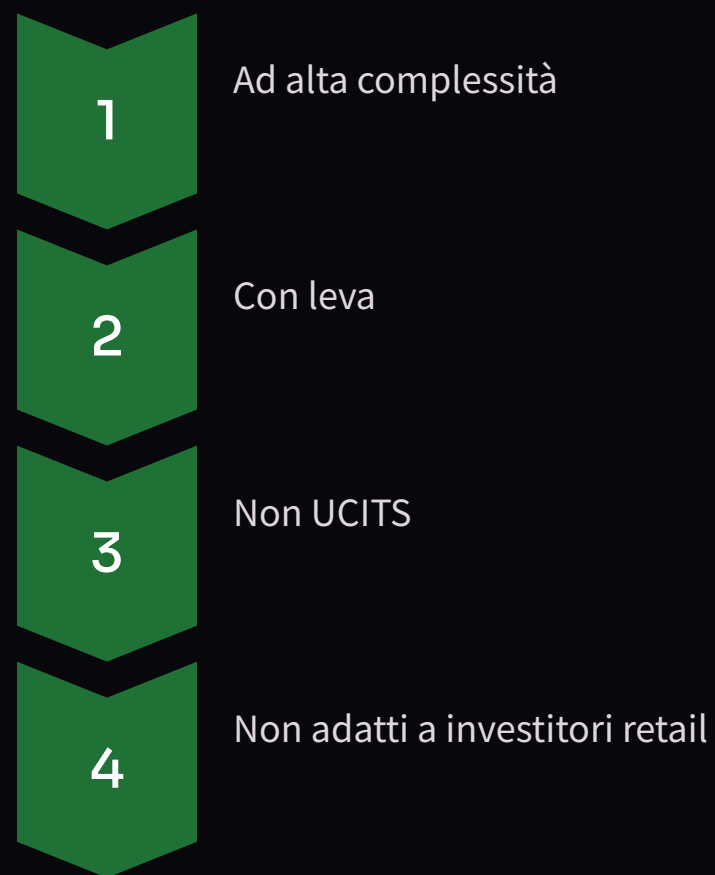 1
Ad alta complessità
2
Con leva
3
Non UCITS
4
Non adatti a investitori retail